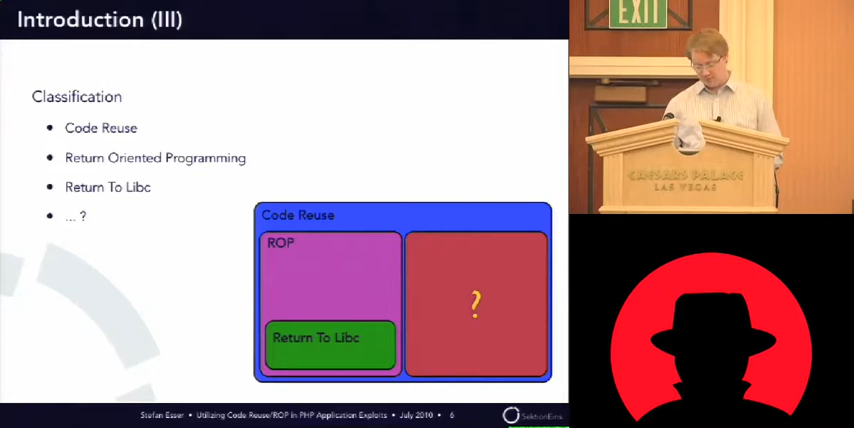 Introduction (III)
EXIT
Classification
• Code Reuse
• Return Oriented Programming
• Return To Libc
• ... ?
Code Reuse
ROP
?
Return To Libc
CAESARS PALACE
LAS VEGAS
Stefan Esser • Utilizing Code Reuse/ROP in PHP Application Exploits • July 2010 • 6
SektionEins